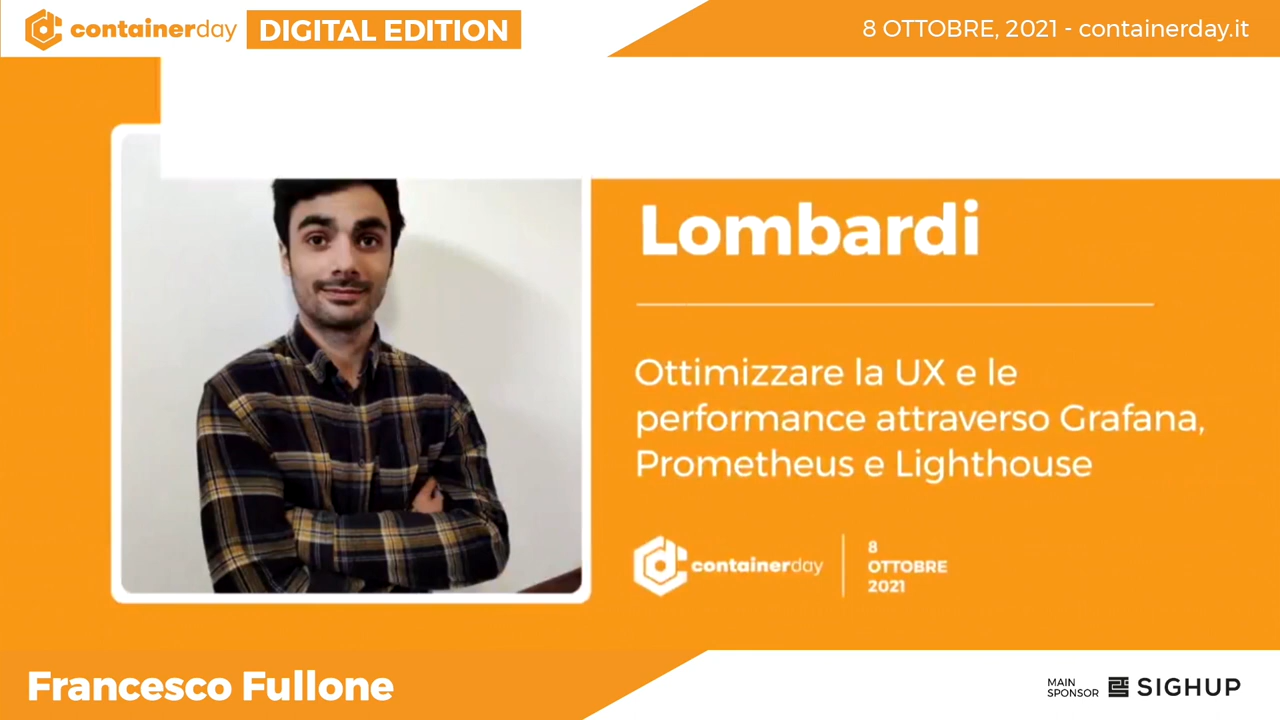 containerday DIGITAL EDITION
8 OTTOBRE, 2021 - containerday.it
Lombardi
Ottimizzare la UX e le
performance attraverso Grafana,
Prometheus e Lighthouse
containerday
8
OTTOBRE
2021
Francesco Fullone
MAIN
SPONSOR
SIGHUP